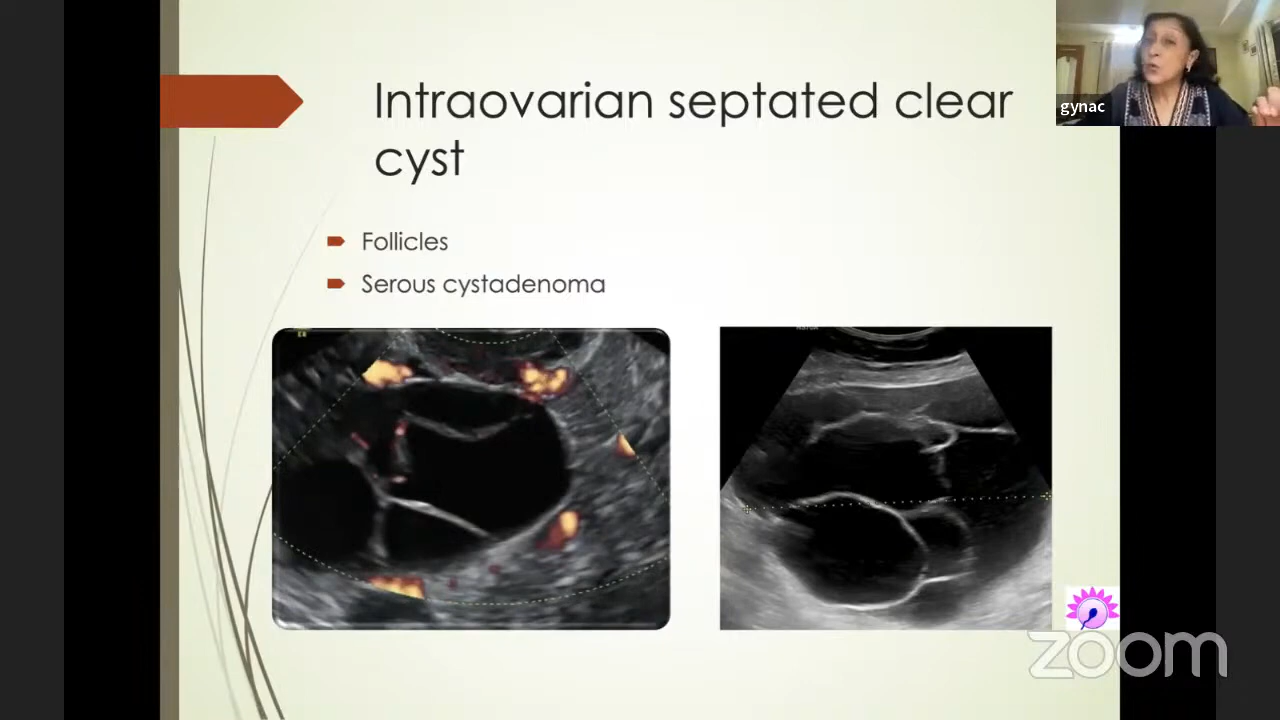 Intraovarian septated clear
cyst
gynac
Follicles
Serous cystadenoma
zoom